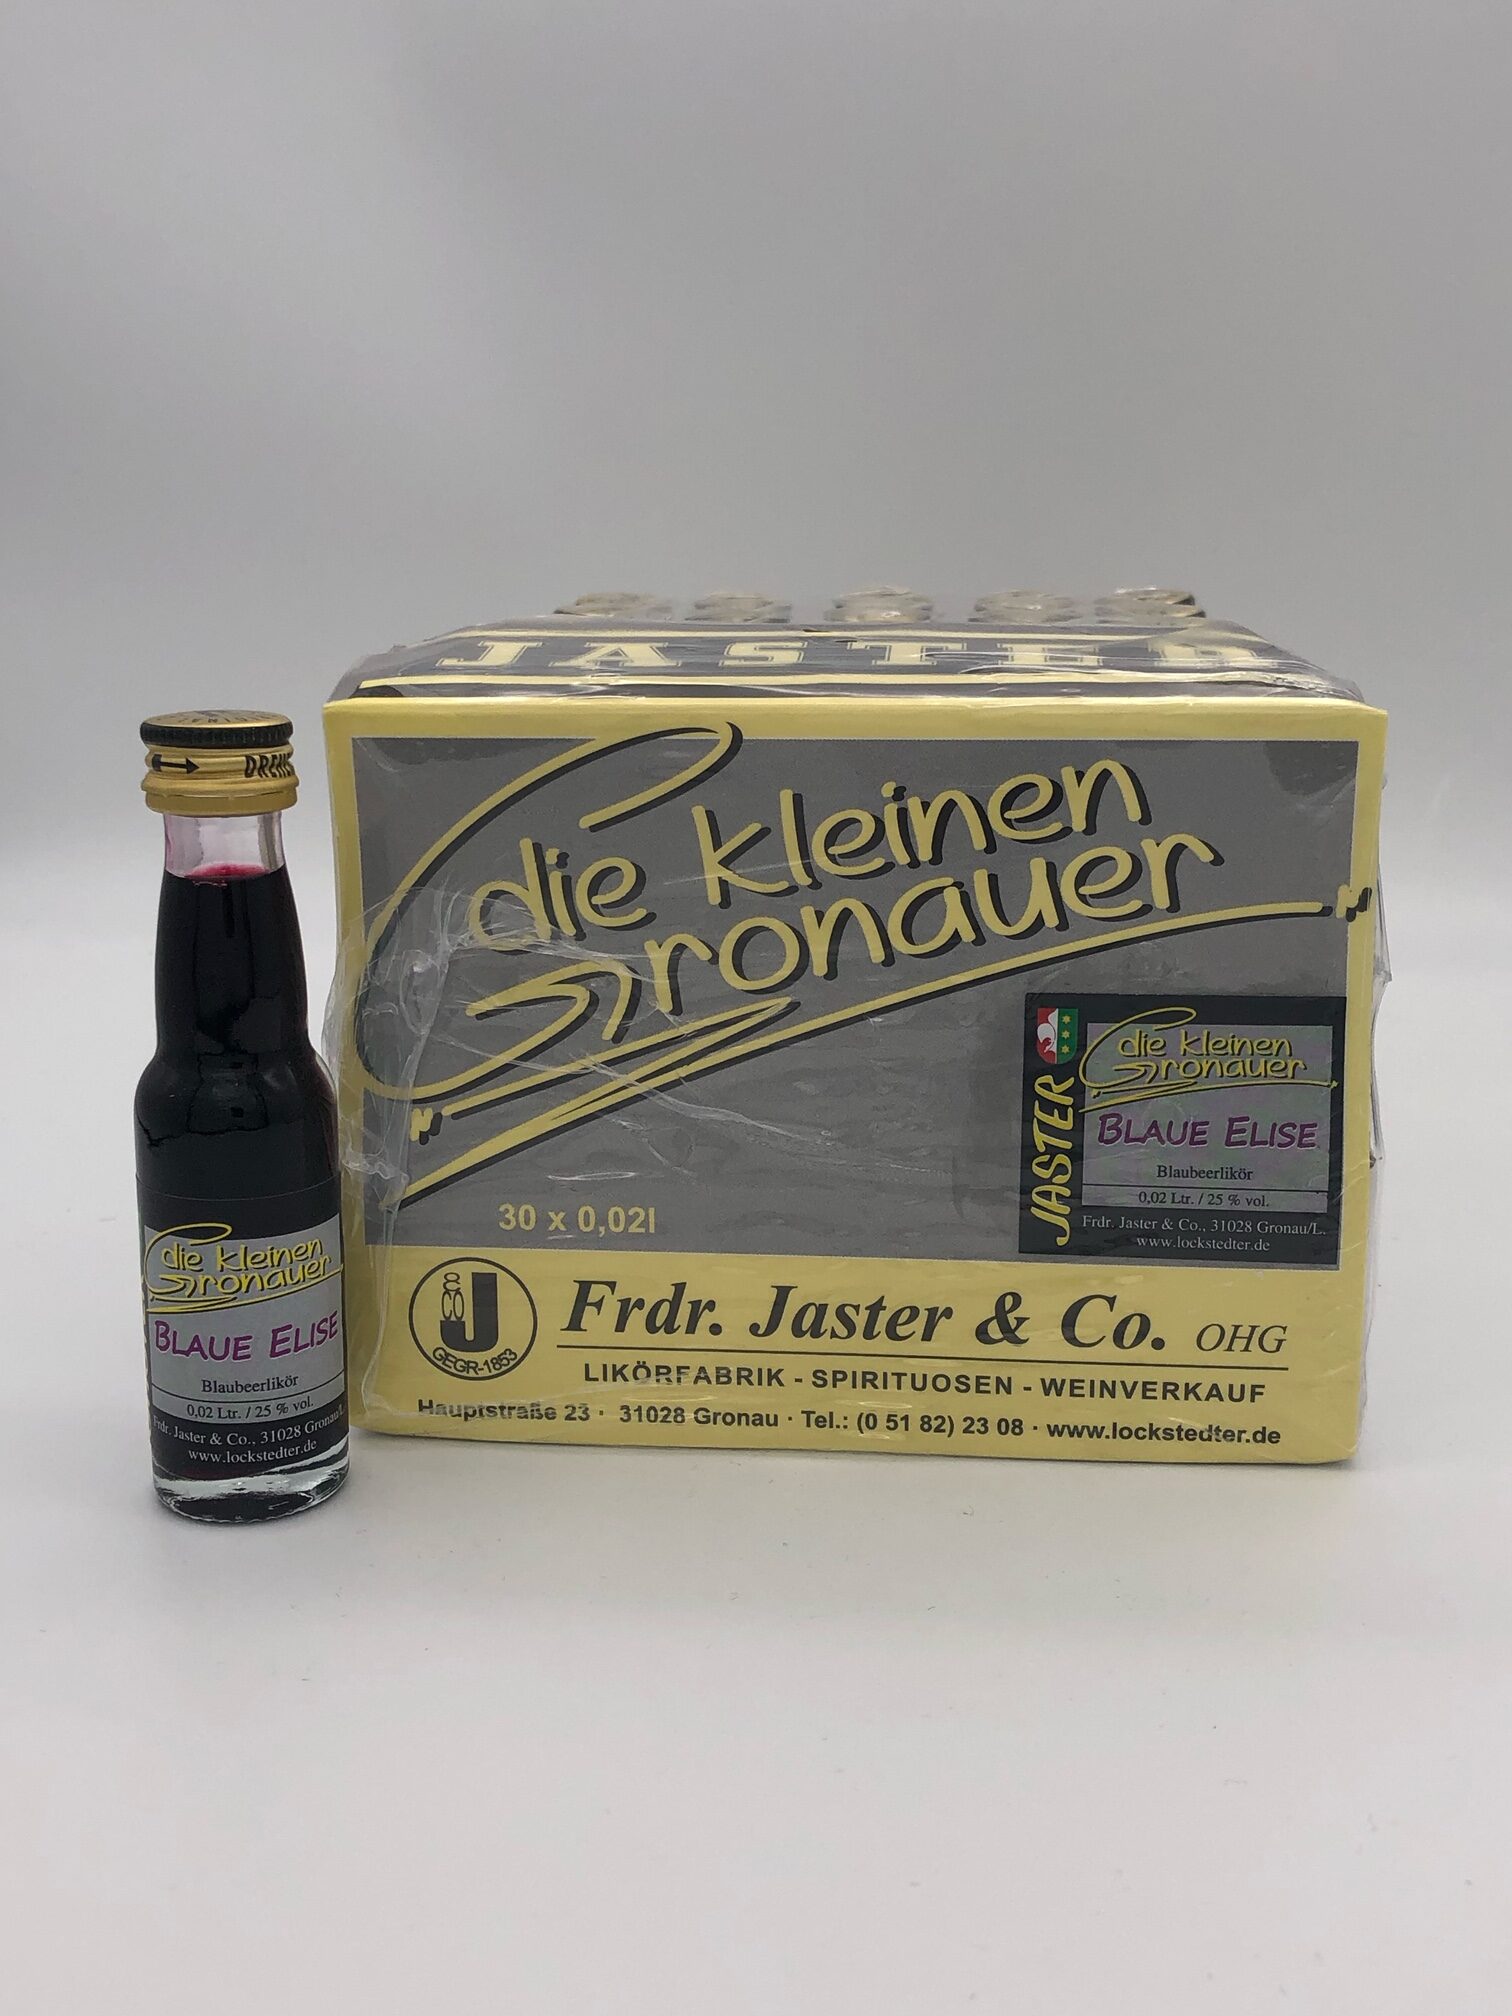 JASTER
die kleinen
Gronauer
30 x 0,02l
JASTER
die kleinen
Gronauer
BLAUE ELISE
Blaubeerlikör
0,02 Ltr. / 25 % vol.
Frdr. Jaster & Co., 31028 Gronau/L.
www.lockstedter.de
J
& CO
GEGR-1853
Frdr. Jaster & Co. OHG
LIKÖRFABRIK - SPIRITUOSEN - WEINVERKAUF
Hauptstraße 23 · 31028 Gronau · Tel.: (0 51 82) 23 08 · www.lockstedter.de
die kleinen
Gronauer
BLAUE ELISE
Blaubeerlikör
0,02 Ltr. / 25 % vol.
Frdr. Jaster & Co., 31028 Gronau/L.
www.lockstedter.de